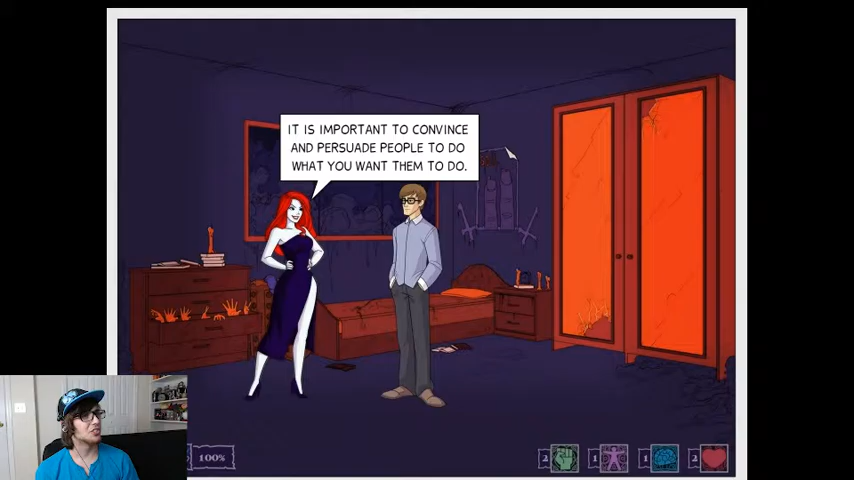 IT IS IMPORTANT TO CONVINCE
AND PERSUADE PEOPLE TO DO
WHAT YOU WANT THEM TO DO.
100%
2
1
1
2